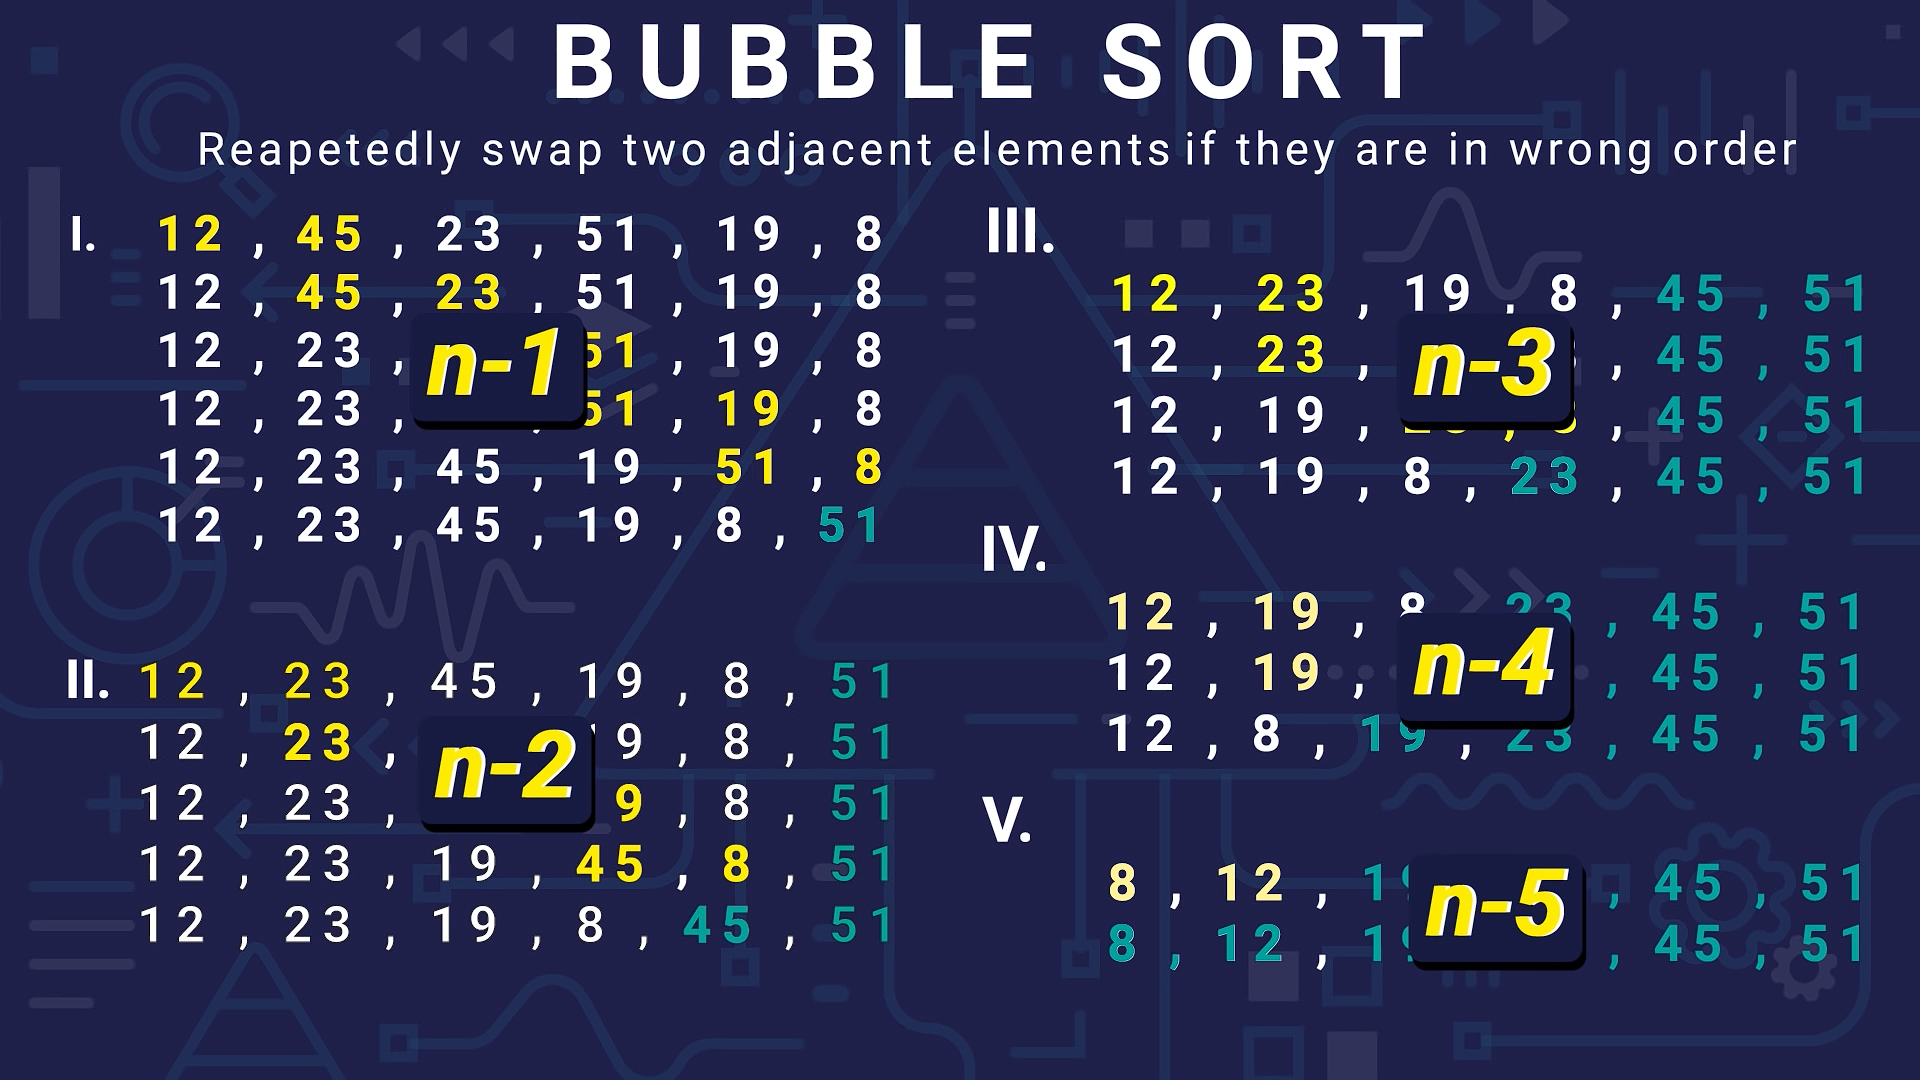 BUBBLE SORT
Reapetedly swap two adjacent elements if they are in wrong order
I. 12 , 45 , 23 , 51 , 19 , 8
12 , 45 , 23 , 51 , 19 , 8
12 , 23 , 51 , 19 , 8
12 , 23 , 51 , 19 , 8
n-1
12 , 23 , 45 , 19 , 51 , 8
12 , 23 , 45 , 19 , 8 , 51
II. 12 , 23 , 45 , 19 , 8 , 51
12 , 23 , 9 , 8 , 51
12 , 23 , 9 , 8 , 51
n-2
12 , 23 , 19 , 45 , 8 , 51
12 , 23 , 19 , 8 , 45 , 51
III.
12 , 23 , 19 , 8 , 45 , 51
12 , 23 , , 45 , 51
12 , 19 , , 45 , 51
n-3
12 , 19 , 8 , 23 , 45 , 51
IV.
12 , 19 , 8 23 , 45 , 51
12 , 19 , , 45 , 51
n-4
12 , 8 , 19 , 23 , 45 , 51
V.
8 , 12 , 1 , 45 , 51
8 , 12 , 1 , 45 , 51
n-5